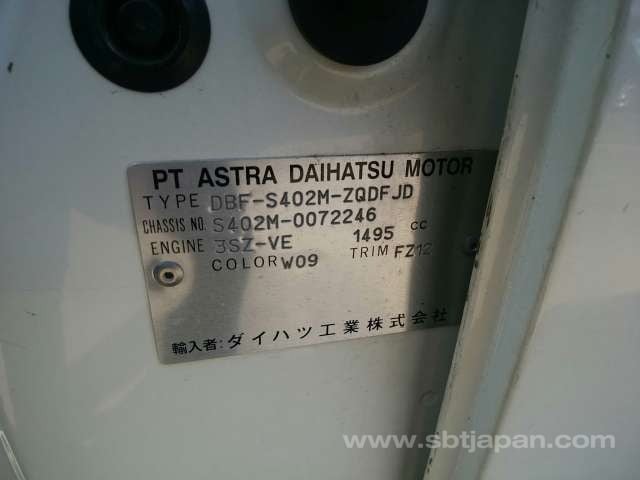 PT ASTRA DAIHATSU MOTOR
TYPE DBF-S402M-ZQDFJD
CHASSIS NO. S402M-0072246
ENGINE 3SZ-VE 1495 cc
COLOR W09 TRIM FZ12
輸入者: ダイハツ工業株式会社
www.sbtjapan.com